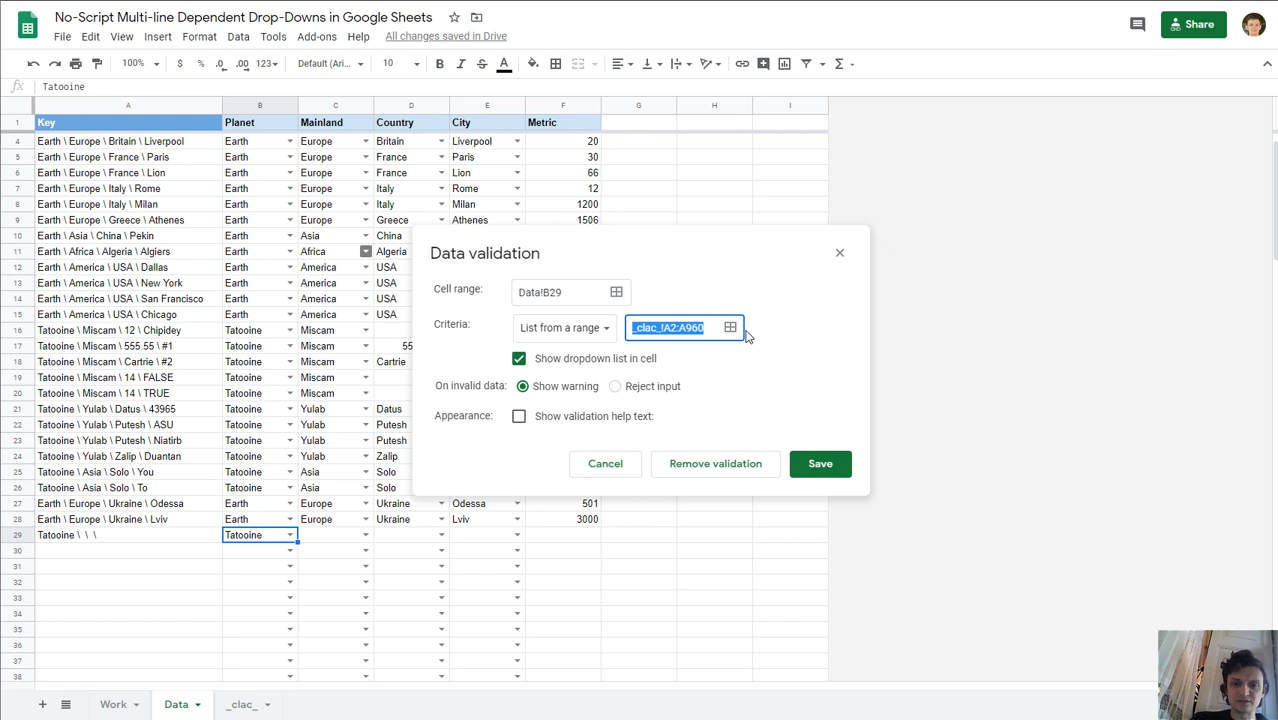 No-Script Multi-line Dependent Drop-Downs in Google Sheets
File Edit View Insert Format Data Tools Add-ons Help All changes saved in Drive
Share
100% $ % .0 .00 123 Default (Ari... 10 B I S A Σ
fx Tatooine
A B C D E F G H I
1 Key Planet Mainland Country City Metric
4 Earth \ Europe \ Britain \ Liverpool Earth Europe Britain Liverpool 20
5 Earth \ Europe \ France \ Paris Earth Europe France Paris 30
6 Earth \ Europe \ France \ Lion Earth Europe France Lion 66
7 Earth \ Europe \ Italy \ Rome Earth Europe Italy Rome 12
8 Earth \ Europe \ Italy \ Milan Earth Europe Italy Milan 1200
9 Earth \ Europe \ Greece \ Athenes Earth Europe Greece Athenes 1506
10 Earth \ Asia \ China \ Pekin Earth Asia China
11 Earth \ Africa \ Algeria \ Algiers Earth Africa Algeria
12 Earth \ America \ USA \ Dallas Earth America USA
13 Earth \ America \ USA \ New York Earth America USA
14 Earth \ America \ USA \ San Francisco Earth America USA
15 Earth \ America \ USA \ Chicago Earth America USA
16 Tatooine \ Miscam \ 12 \ Chipidey Tatooine Miscam
17 Tatooine \ Miscam \ 555.55 \ #1 Tatooine Miscam 55
18 Tatooine \ Miscam \ Cartrie \ #2 Tatooine Miscam Cartrie
19 Tatooine \ Miscam \ 14 \ FALSE Tatooine Miscam
20 Tatooine \ Miscam \ 14 \ TRUE Tatooine Miscam
21 Tatooine \ Yulab \ Datus \ 43965 Tatooine Yulab Datus
22 Tatooine \ Yulab \ Putesh \ ASU Tatooine Yulab Putesh
23 Tatooine \ Yulab \ Putesh \ Niatirb Tatooine Yulab Putesh
24 Tatooine \ Yulab \ Zalip \ Duantan Tatooine Yulab Zalip
25 Tatooine \ Asia \ Solo \ You Tatooine Asia Solo
26 Tatooine \ Asia \ Solo \ To Tatooine Asia Solo
27 Earth \ Europe \ Ukraine \ Odessa Earth Europe Ukraine Odessa 501
28 Earth \ Europe \ Ukraine \ Lviv Earth Europe Ukraine Lviv 3000
29 Tatooine \ \ \ Tatooine
30
31
32
33
34
35
36
37
38
Data validation
Cell range: Data!B29
Criteria: List from a range _clac_!A2:A960
Show dropdown list in cell
On invalid data: Show warning Reject input
Appearance: Show validation help text:
Cancel Remove validation Save
Work Data _clac_